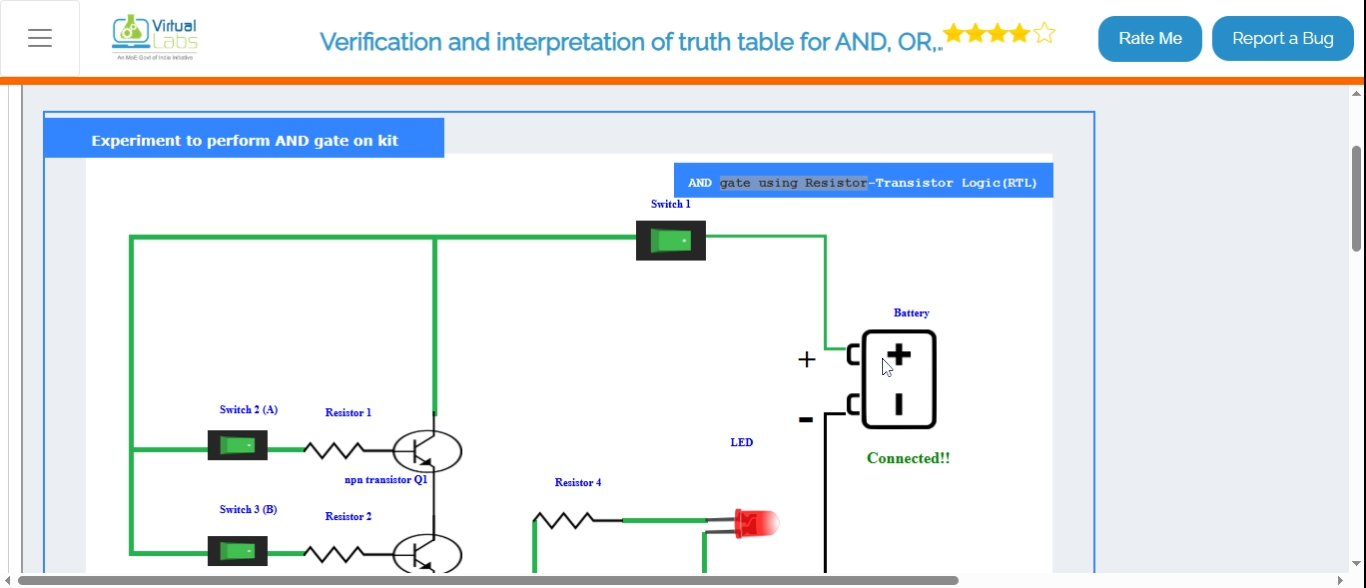 Virtual
Labs
An MoE Govt of India Initiative
Verification and interpretation of truth table for AND, OR,..
Rate Me
Report a Bug
Experiment to perform AND gate on kit
AND gate using Resistor-Transistor Logic(RTL)
Switch 1
Battery
+
+
-
-
Connected!!
Switch 2 (A)
Resistor 1
LED
npn transistor Q1
Resistor 4
Switch 3 (B)
Resistor 2